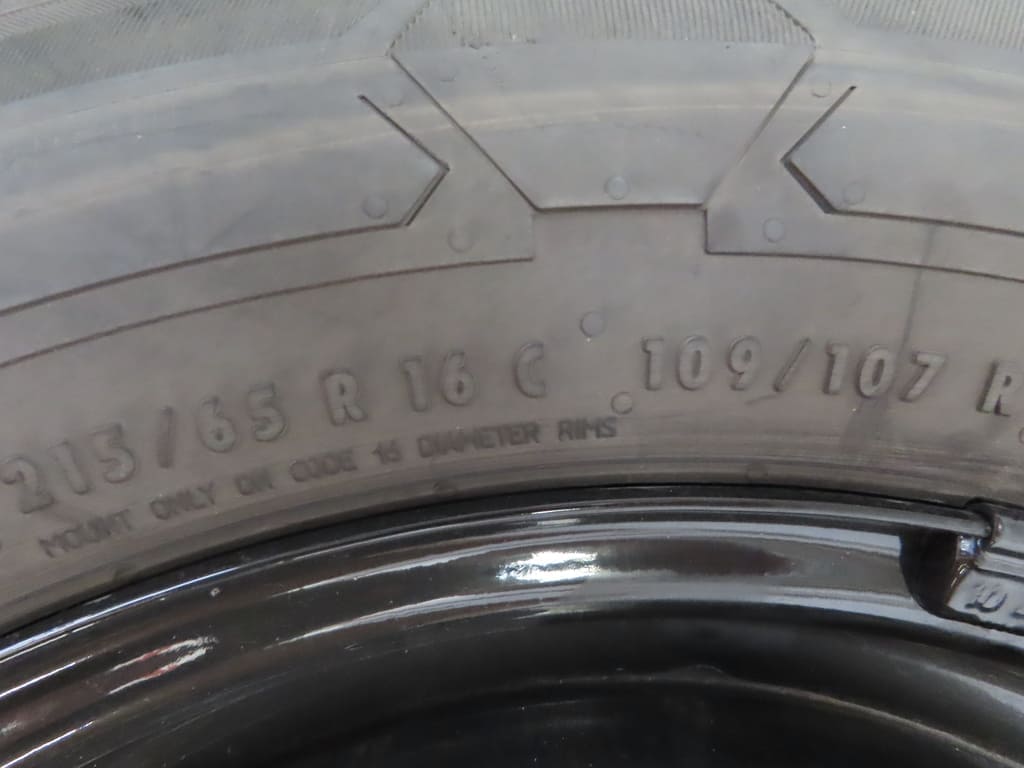 215/65 R 16 C 109/107 R
MOUNT ONLY ON CODE 16 DIAMETER RIMS